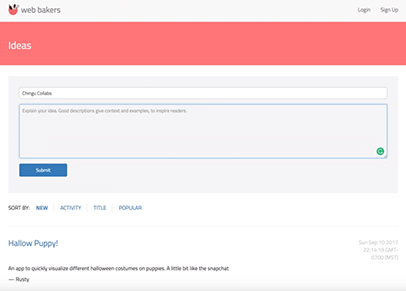 web bakers
Login
Sign Up
Ideas
Chingu Collabs
Explain your idea. Good descriptions give context and examples, to inspire readers.
Submit
SORT BY: NEW ACTIVITY TITLE POPULAR
Hallow Puppy!
Sun Sep 10 2017
22:14:19 GMT-
0700 (MST)
An app to quickly visualize different halloween costumes on puppies. A little bit like the snapchat
— Rusty